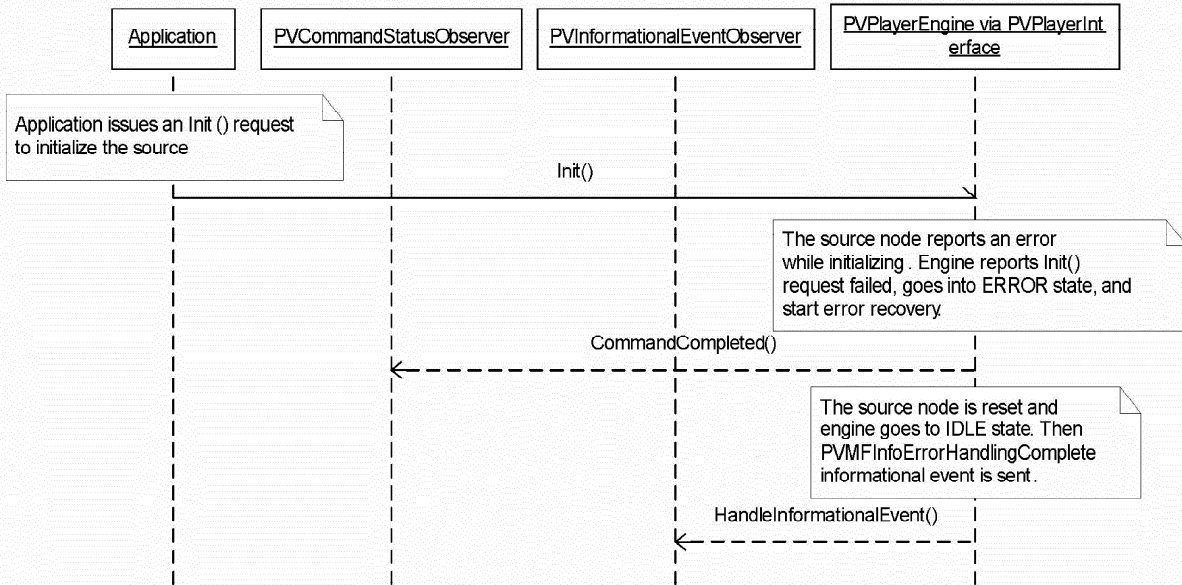 Application
PVCommandStatusObserver
PVInformationalEventObserver
PVPlayerEngine via PVPlayerInt
erface
Application issues an Init () request
to initialize the source
Init()
The source node reports an error
while initializing . Engine reports Init()
request failed, goes into ERROR state, and
start error recovery.
CommandCompleted()
The source node is reset and
engine goes to IDLE state. Then
PVMFInfoErrorHandlingComplete
informational event is sent .
HandleInformationalEvent()